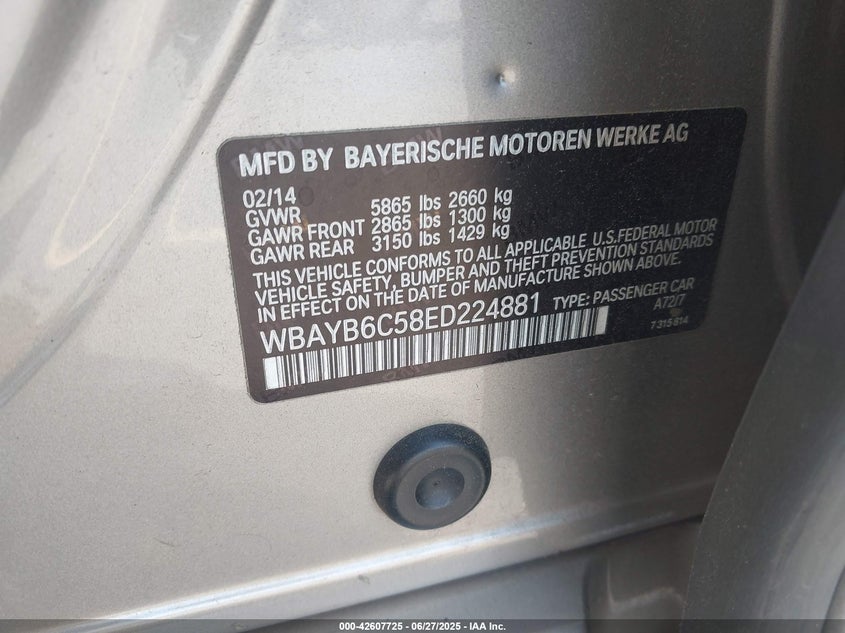 MFD BY BAYERISCHE MOTOREN WERKE AG
02/14
GVWR 5865 lbs 2660 kg
GAWR FRONT 2865 lbs 1300 kg
GAWR REAR 3150 lbs 1429 kg
THIS VEHICLE CONFORMS TO ALL APPLICABLE U.S.FEDERAL MOTOR
VEHICLE SAFETY, BUMPER AND THEFT PREVENTION STANDARDS
IN EFFECT ON THE DATE OF MANUFACTURE SHOWN ABOVE.
WBAYB6C58ED224881 TYPE: PASSENGER CAR
A72/7
7 315 814
000-42607725 - 06/27/2025 - IAA Inc.